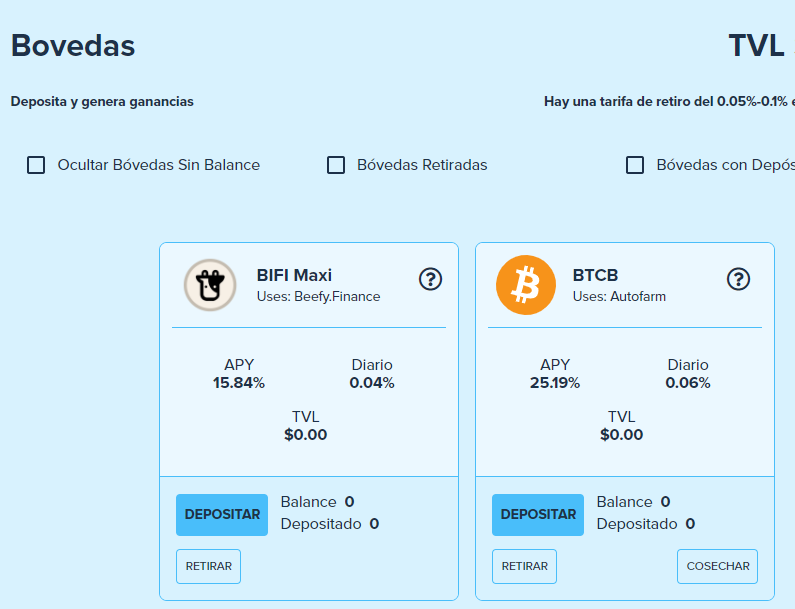 Bovedas
TVL
Deposita y genera ganancias
Hay una tarifa de retiro del 0.05%-0.1%
Ocultar Bóvedas Sin Balance
Bóvedas Retiradas
Bóvedas con
BIFI Maxi
Uses: Beefy.Finance
APY
Diario
15.84%
0.04%
TVL
$0.00
DEPOSITAR
Balance 0
Depositado 0
RETIRAR
BTCB
Uses: Autofarm
APY
Diario
25.19%
0.06%
TVL
$0.00
DEPOSITAR
Balance 0
Depositado 0
RETIRAR
COSECHAR